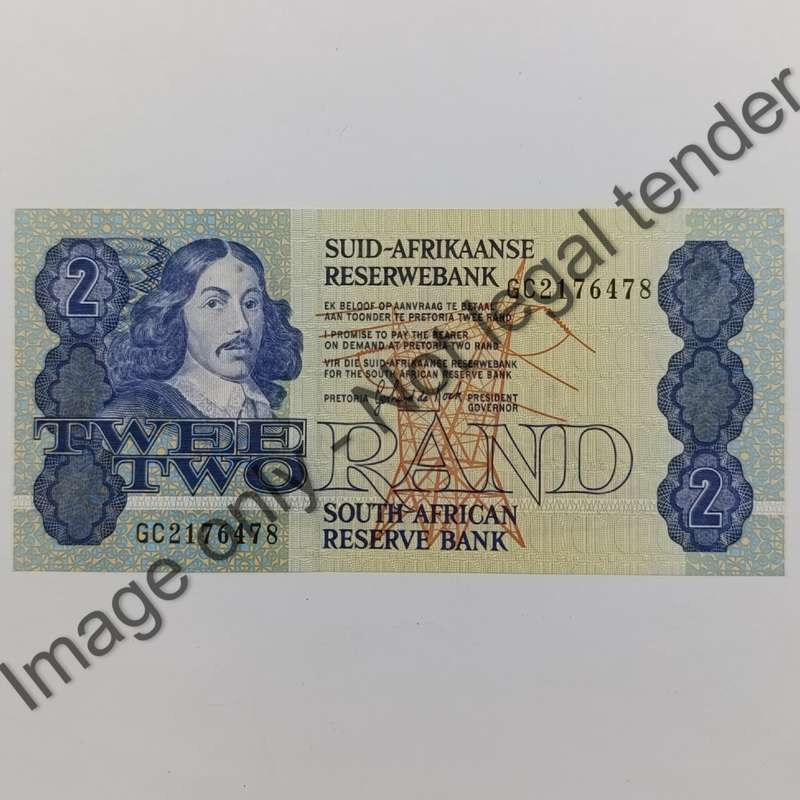 2
SUID-AFRIKAANSE
RESERWEBANK
GC2176478
EK BELOOF OP AANVRAAG TE BETAAL
AAN TOONDER TE PRETORIA TWEE RAND
I PROMISE TO PAY THE BEARER
ON DEMAND AT PRETORIA TWO RAND
VIR DIE SUID-AFRIKAANSE RESERWEBANK
FOR THE SOUTH AFRICAN RESERVE BANK
PRETORIA
PRESIDENT
GOVERNOR
TWEE
TWO
RAND
2
GC2176478
SOUTH AFRICAN
RESERVE BANK
Image only - Not legal tender